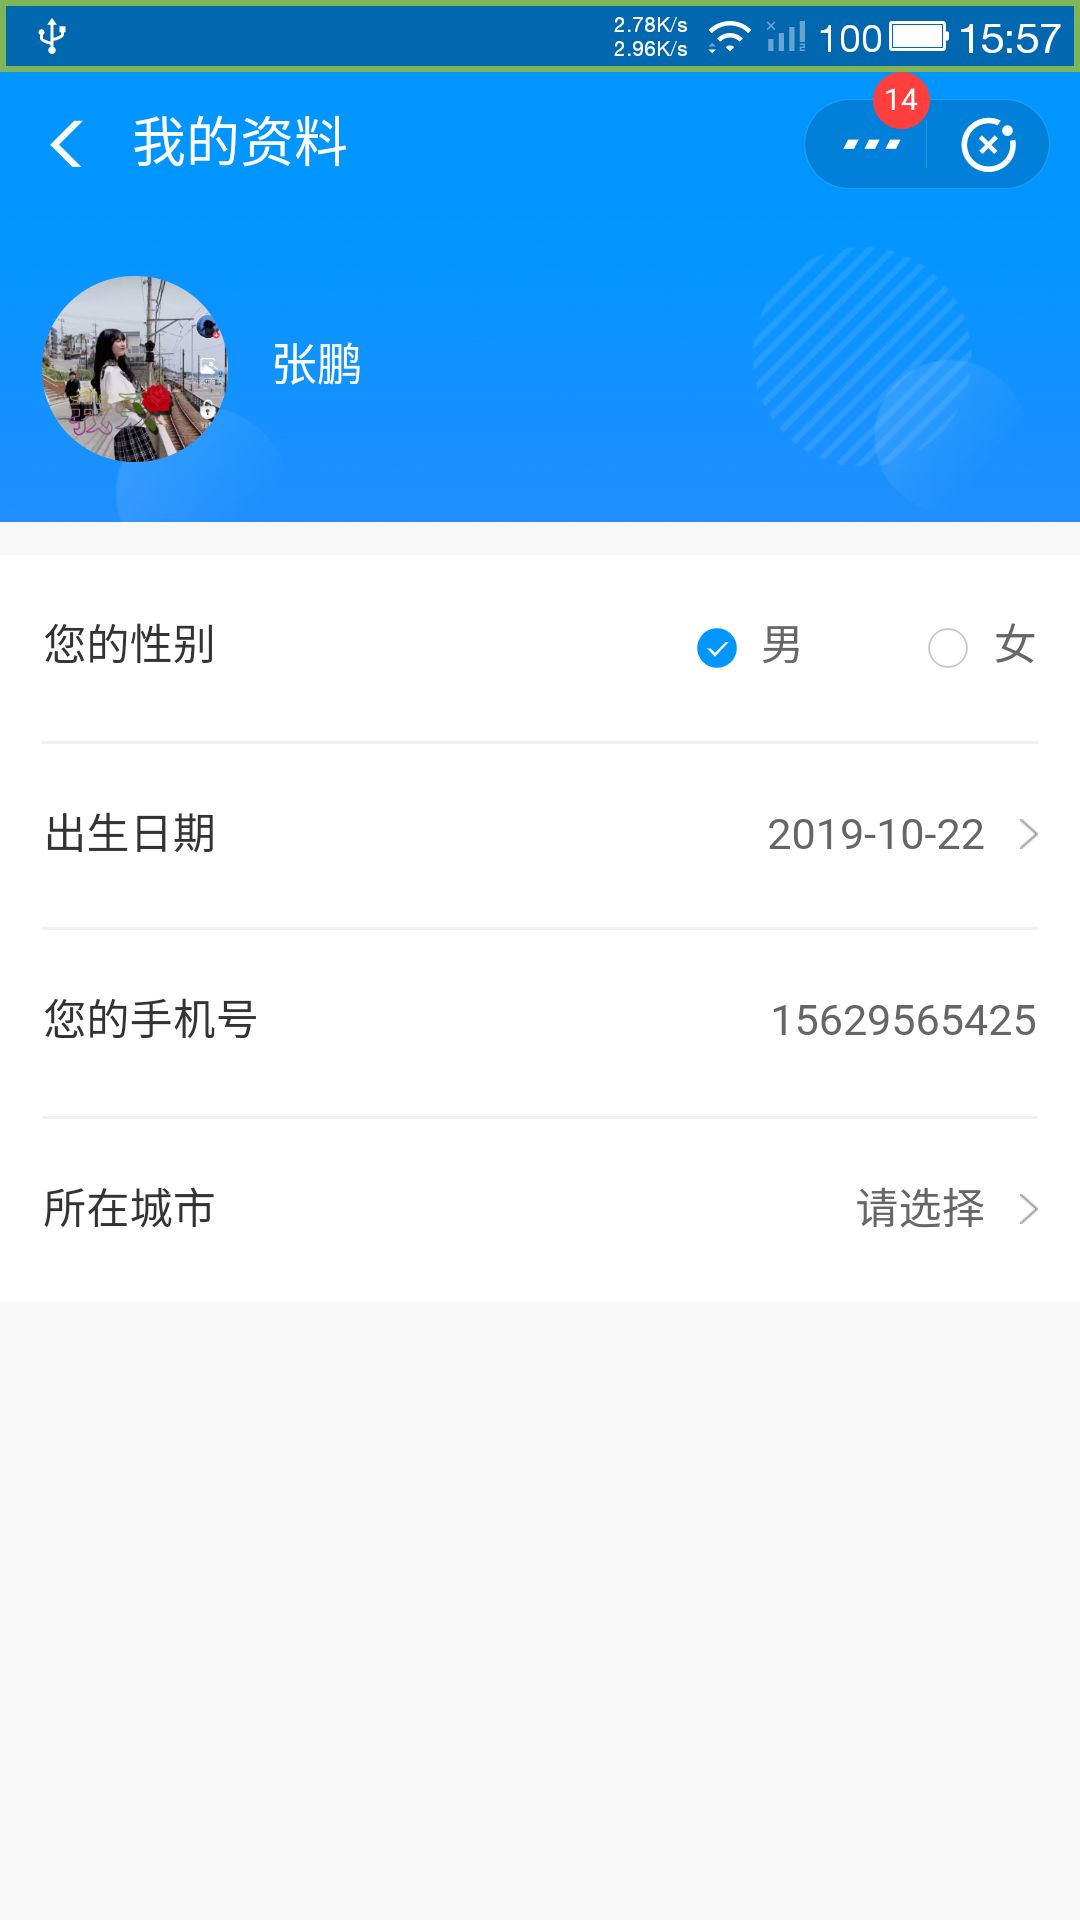 2.78K/s
2.96K/s
100
15:57
我的资料
14
张鹏
您的性别 男 女
出生日期 2019-10-22
您的手机号 15629565425
所在城市 请选择